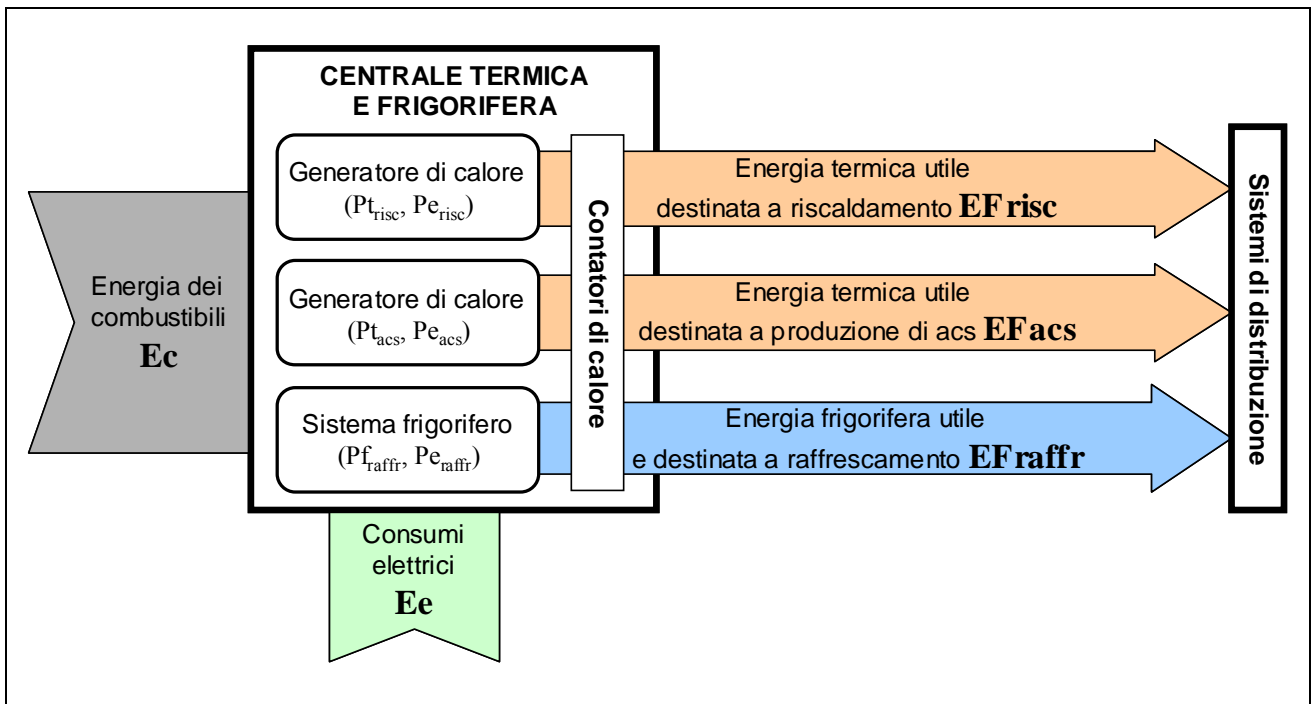 CENTRALE TERMICA
E FRIGORIFERA
Energia dei
combustibili
Ec
Generatore di calore
(Pt_risc, Pe_risc)
Generatore di calore
(Pt_acs, Pe_acs)
Sistema frigorifero
(Pf_raffr, Pe_raffr)
Contatori di calore
Energia termica utile
destinata a riscaldamento EFrisc
Energia termica utile
destinata a produzione di acs EFacs
Energia frigorifera utile
e destinata a raffrescamento EFraffr
Sistemi di distribuzione
Consumi
elettrici
Ee